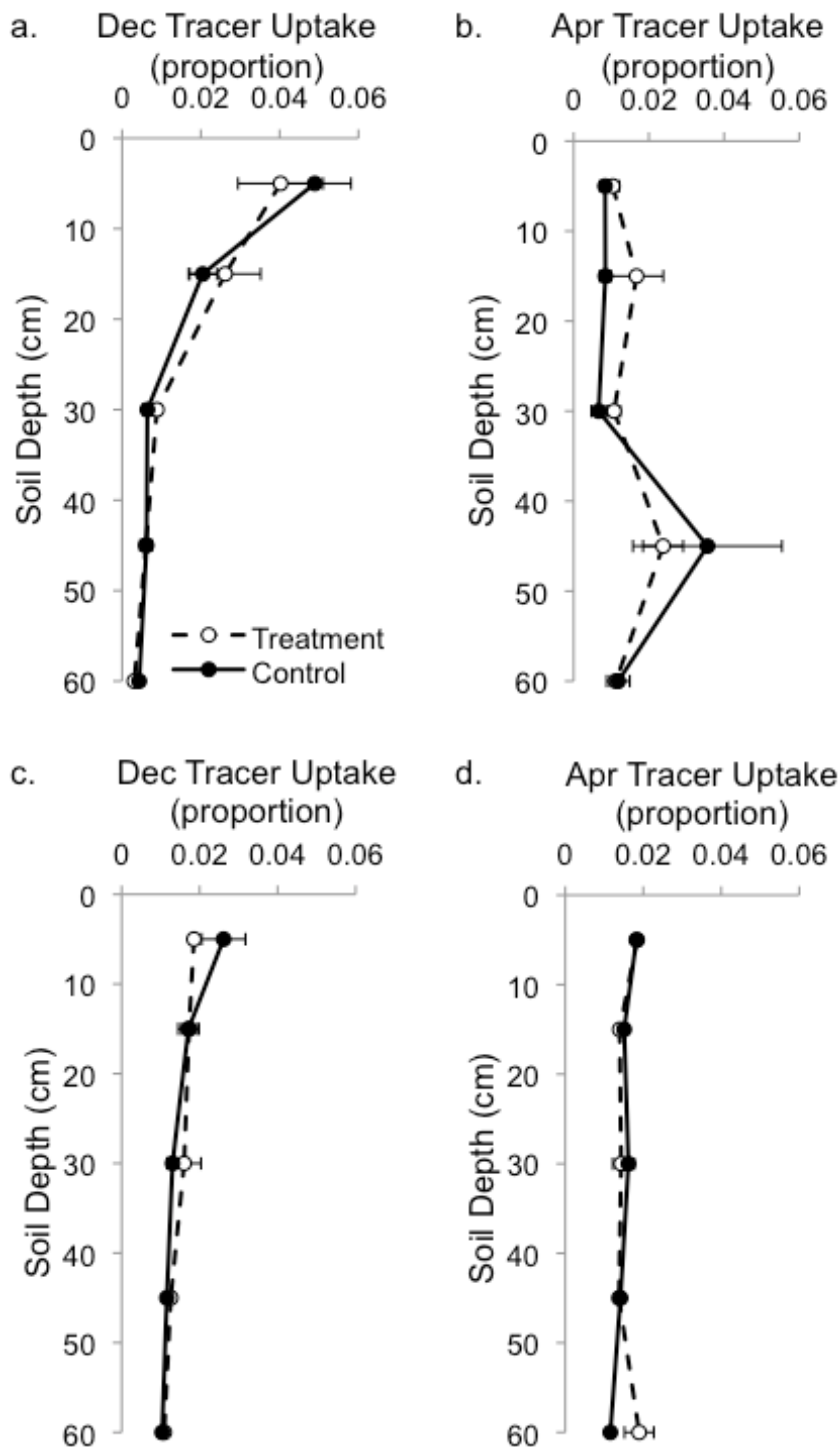 a. Dec Tracer Uptake
(proportion)
0 0.02 0.04 0.06
0
10
20
30
40
50
60
Soil Depth (cm)
Treatment
Control
b. Apr Tracer Uptake
(proportion)
0 0.02 0.04 0.06
0
10
20
30
40
50
60
Soil Depth (cm)
c. Dec Tracer Uptake
(proportion)
0 0.02 0.04 0.06
0
10
20
30
40
50
60
Soil Depth (cm)
d. Apr Tracer Uptake
(proportion)
0 0.02 0.04 0.06
0
10
20
30
40
50
60
Soil Depth (cm)